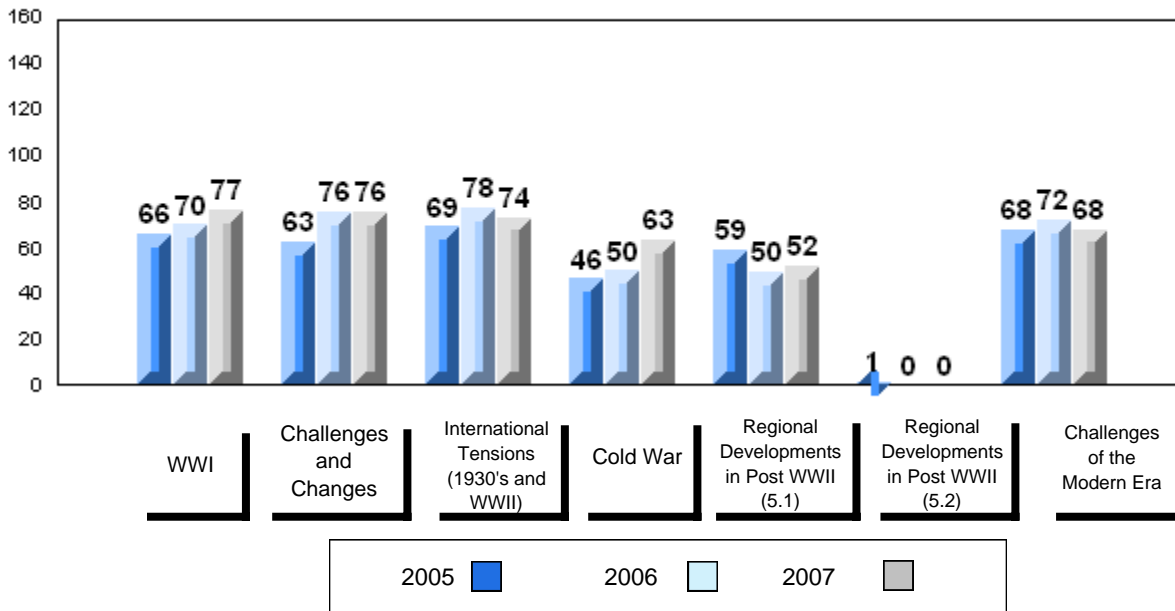 160
140
120
100
80
60
40
20
0
66 70 77
63 76 76
69 78 74
46 50 63
59 50 52
1 0 0
68 72 68
WWI
Challenges
and
Changes
International
Tensions
(1930's and
WWII)
Cold War
Regional
Developments
in Post WWII
(5.1)
Regional
Developments
in Post WWII
(5.2)
Challenges
of the
Modern Era
2005 2006 2007